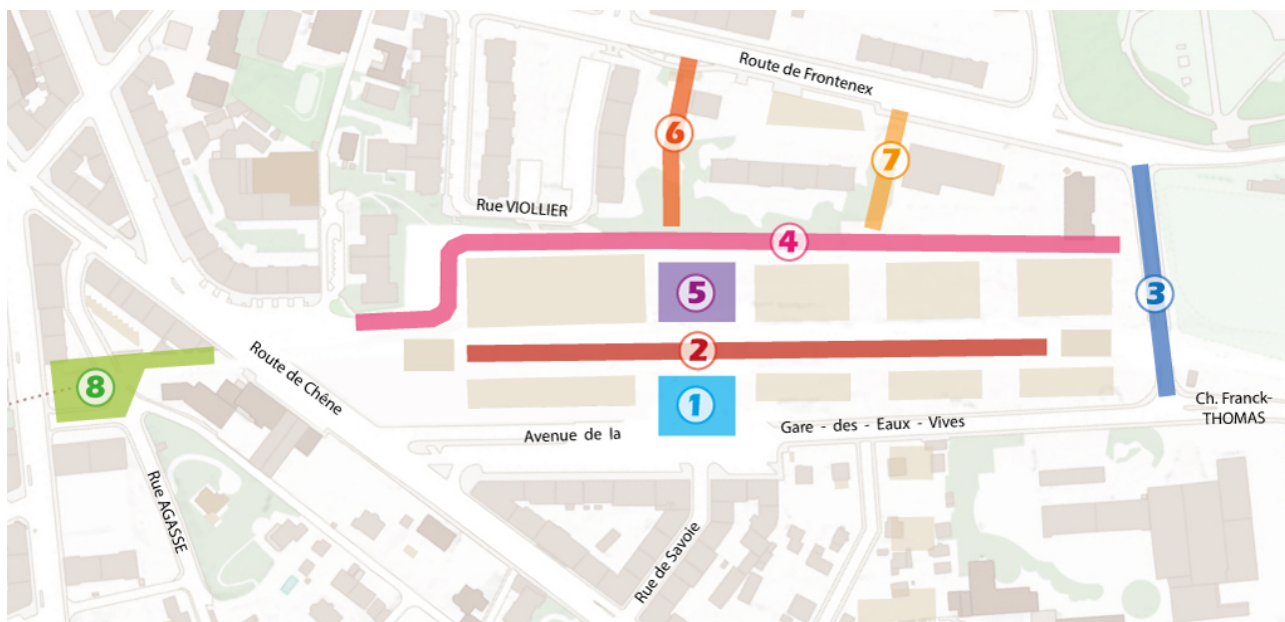 Route de Frontenex
6
7
Rue VIOLLIER
4
5
3
2
8
Route de Chêne
1
Ch. Franck-
THOMAS
Avenue de la Gare - des - Eaux - Vives
Rue AGASSE
Rue de Savoie